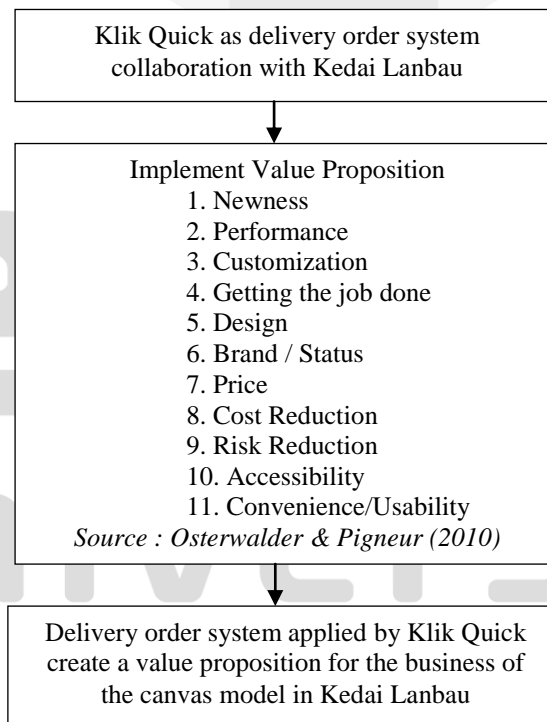 Klik Quick as delivery order system
collaboration with Kedai Lanbau
Implement Value Proposition
1. Newness
2. Performance
3. Customization
4. Getting the job done
5. Design
6. Brand / Status
7. Price
8. Cost Reduction
9. Risk Reduction
10. Accessibility
11. Convenience/Usability
Source : Osterwalder & Pigneur (2010)
Delivery order system applied by Klik Quick
create a value proposition for the business of
the canvas model in Kedai Lanbau